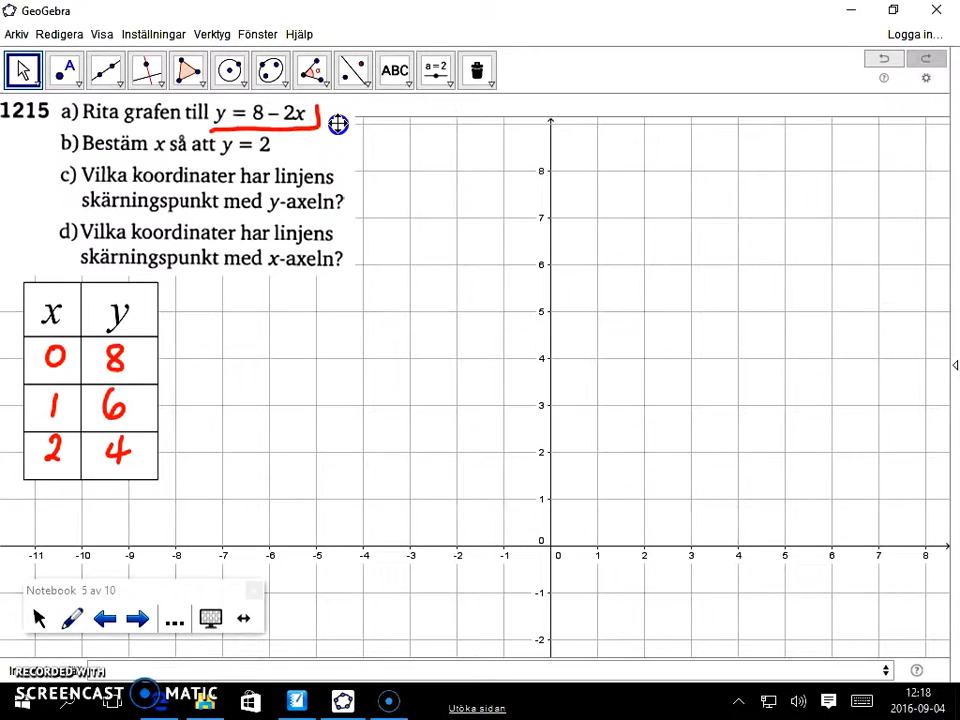 GeoGebra
Arkiv Redigera Visa Inställningar Verktyg Fönster Hjälp Logga in...
A ABC a = 2
1215 a) Rita grafen till y = 8 – 2x
b) Bestäm x så att y = 2
c) Vilka koordinater har linjens
skärningspunkt med y-axeln?
d) Vilka koordinater har linjens
skärningspunkt med x-axeln?
x y
0 8
1 6
2 4
8
7
6
5
4
3
2
1
0
-11 -10 -9 -8 -7 -6 -5 -4 -3 -2 -1 0 1 2 3 4 5 6 7 8
-1
-2
Notebook 5 av 10
...
RECORDED WITH
SCREENCAST MATIC
Utöka sidan
12:18
2016-09-04